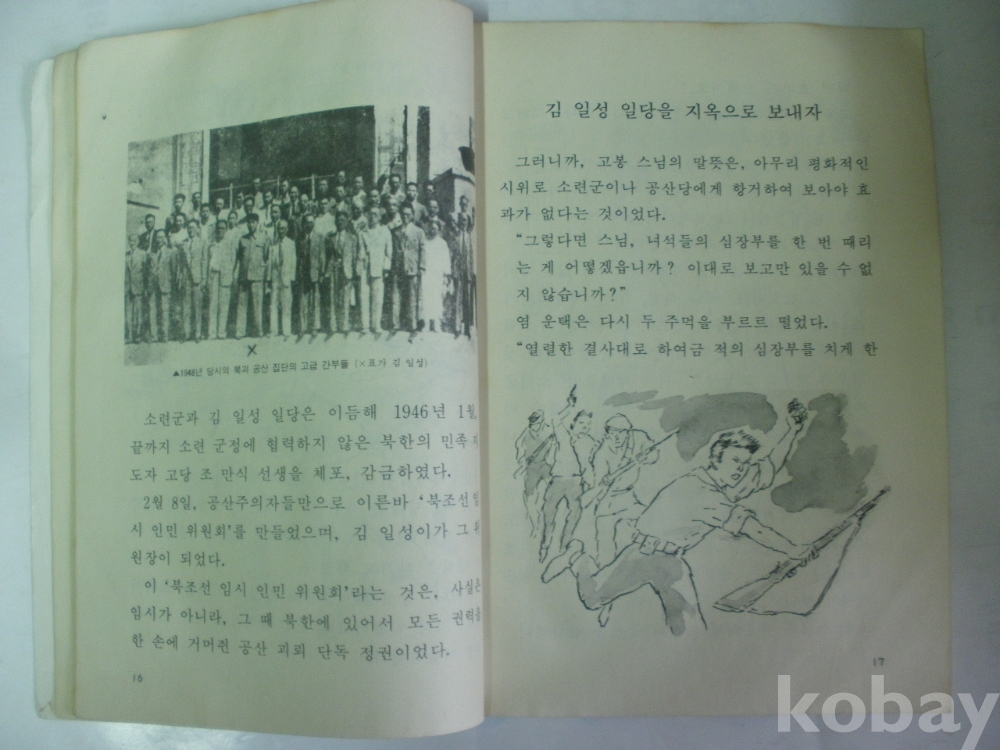 ▲1948년 당시의 북괴 공산 집단의 고급 간부들 (×표가 김 일성)
소련군과 김 일성 일당은 이듬해 1946년 1월
끝까지 소련 군정에 협력하지 않은 북한의 민족
도자 고당 조 만식 선생을 체포, 감금하였다.
2월 8일, 공산주의자들만으로 이른바 ‘북조선 임
시 인민 위원회’를 만들었으며, 김 일성이가 그
원장이 되었다.
이 ‘북조선 임시 인민 위원회’라는 것은, 사실은
임시가 아니라, 그 때 북한에 있어서 모든 권력을
한 손에 거머쥔 공산 괴뢰 단독 정권이었다.
16
김 일성 일당을 지옥으로 보내자
그러니까, 고봉 스님의 말뜻은, 아무리 평화적인
시위로 소련군이나 공산당에게 항거하여 보아야 효
과가 없다는 것이었다.
“그렇다면 스님, 녀석들의 심장부를 한 번 때리
는 게 어떻겠읍니까? 이대로 보고만 있을 수 없
지 않습니까?”
염 운택은 다시 두 주먹을 부르르 떨었다.
“열렬한 결사대로 하여금 적의 심장부를 치게 한
17
kobay